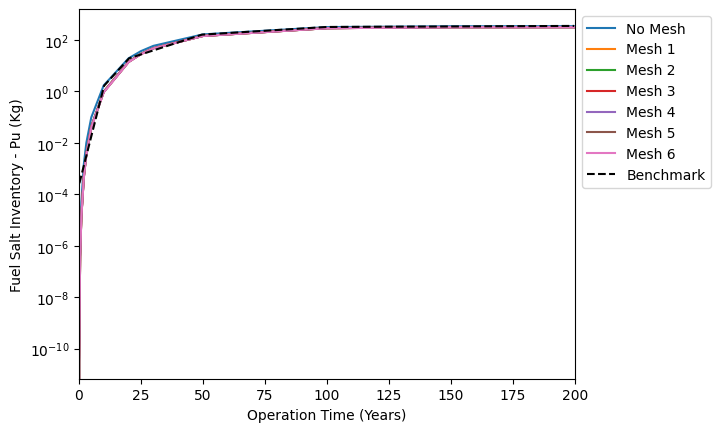 Fuel Salt Inventory - Pu (Kg)
10²
10⁰
10⁻²
10⁻⁴
10⁻⁶
10⁻⁸
10⁻¹⁰
0 25 50 75 100 125 150 175 200
Operation Time (Years)
No Mesh
Mesh 1
Mesh 2
Mesh 3
Mesh 4
Mesh 5
Mesh 6
Benchmark